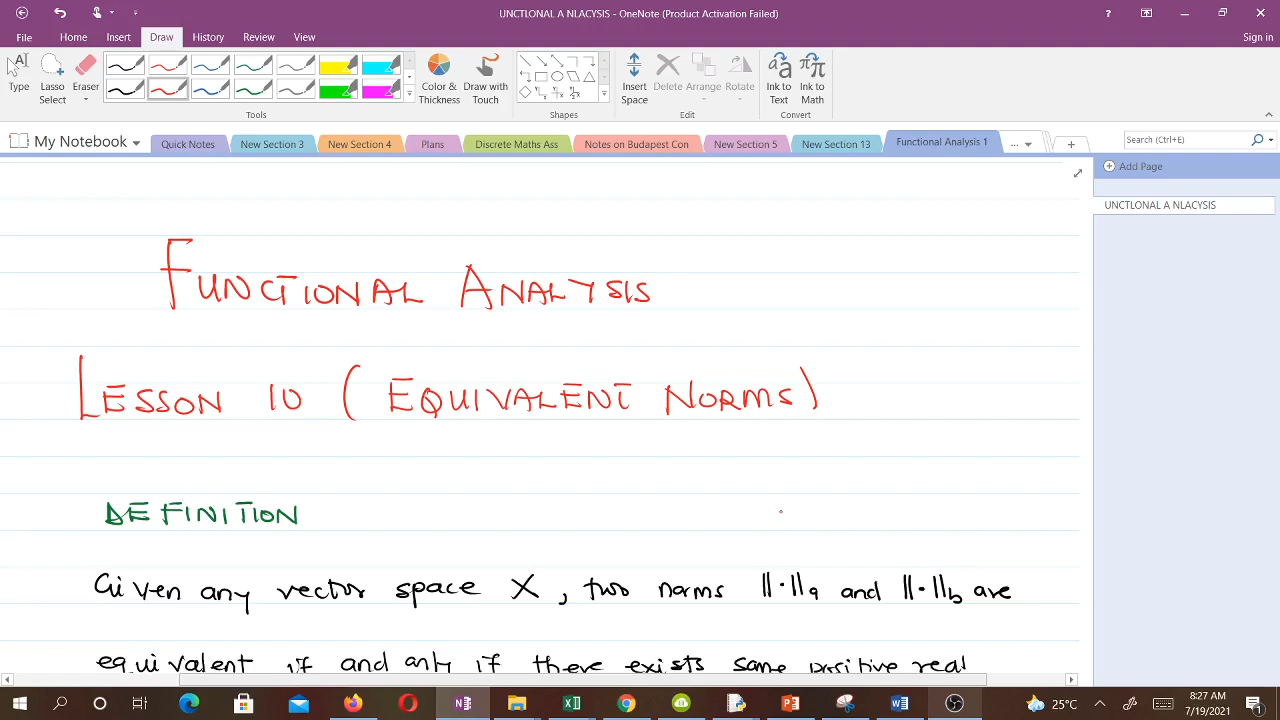 UNCTLONAL A NLACYSIS - OneNote (Product Activation Failed)
File Home Insert Draw History Review View
Sign in
Type
Lasso Select
Eraser
Color & Thickness
Draw with Touch
Insert Space
Delete
Arrange
Rotate
Ink to Text
Ink to Math
Tools
Shapes
Edit
Convert
My Notebook
Quick Notes
New Section 3
New Section 4
Plans
Discrete Maths Ass
Notes on Budapest Con
New Section 5
New Section 13
Functional Analysis 1
Search (Ctrl+E)
Add Page
UNCTLONAL A NLACYSIS
FUNCTIONAL ANALYSIS
LESSON 10 (EQUIVALENT NORMS)
DEFINITION
Given any vector space X, two norms ||·||a and ||·||b are
equivalent if and only if there exists some positive real
25°C
8:27 AM
7/19/2021